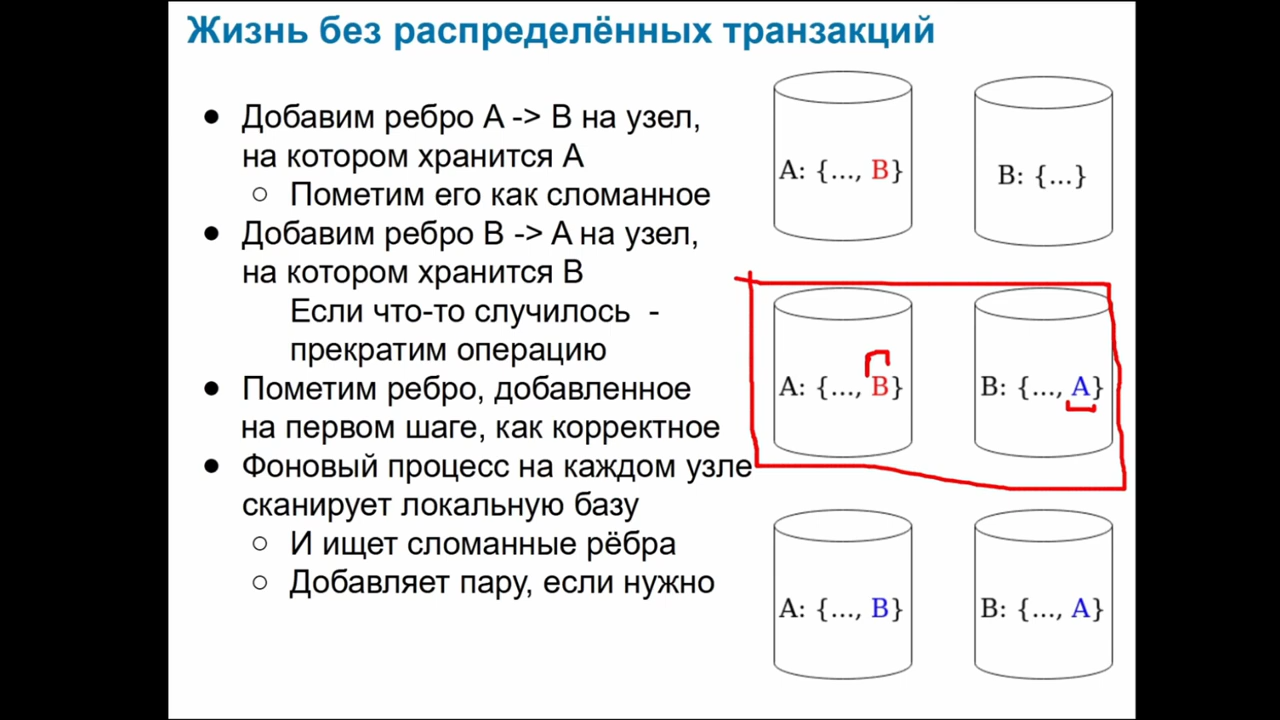 Жизнь без распределённых транзакций
● Добавим ребро A -> B на узел,
на котором хранится A
○ Пометим его как сломанное
● Добавим ребро B -> A на узел,
на котором хранится B
Если что-то случилось -
прекратим операцию
● Пометим ребро, добавленное
на первом шаге, как корректное
● Фоновый процесс на каждом узле
сканирует локальную базу
○ И ищет сломанные рёбра
○ Добавляет пару, если нужно
A: {..., B}
B: {...}
A: {..., B}
B: {..., A}
A: {..., B}
B: {..., A}